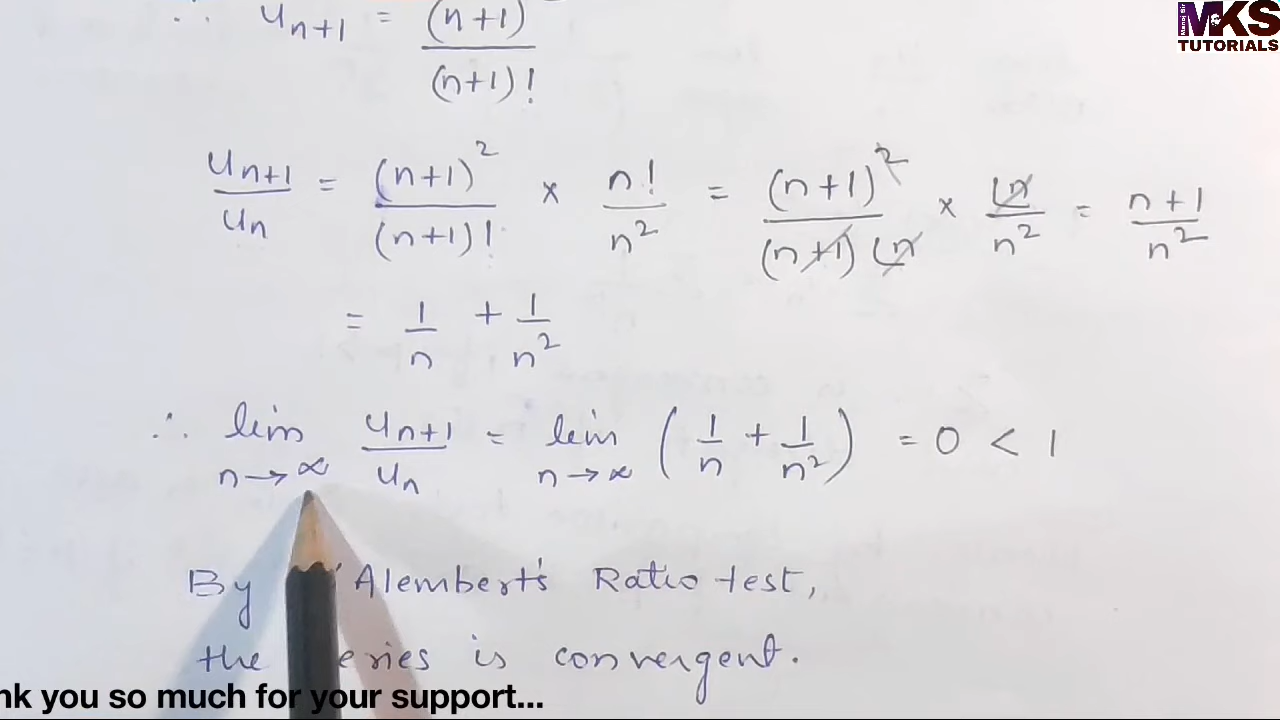 MKS
Manoj Sir
TUTORIALS
∴ u_{n+1} = (n+1)/(n+1)!
u_{n+1}/u_n = (n+1)^2/(n+1)! × n!/n^2 = (n+1)^2/((n+1) ⌊n) × ⌊n/n^2 = (n+1)/n^2
= 1/n + 1/n^2
∴ lim_{n→∞} u_{n+1}/u_n = lim_{n→∞} (1/n + 1/n^2) = 0 < 1
By 'Alembert's Ratio test,
the eries is convergent.
nk you so much for your support...